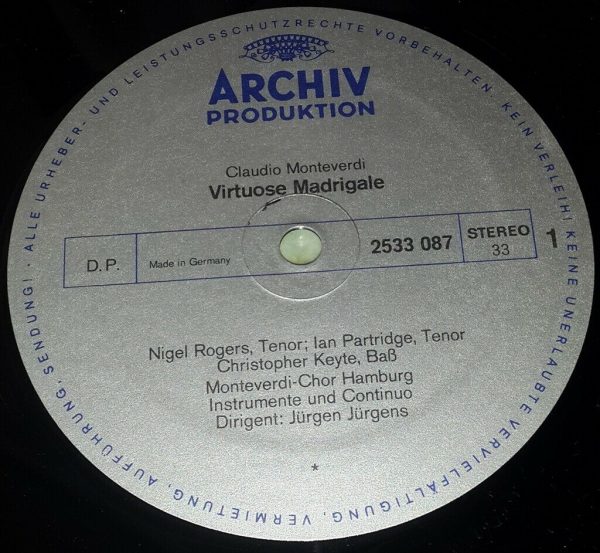 ARCHIV
PRODUKTION
Claudio Monteverdi
Virtuose Madrigale
D. P.
Made in Germany
2533 087
STEREO
33
1
Nigel Rogers, Tenor; Ian Partridge, Tenor
Christopher Keyte, Baß
Monteverdi-Chor Hamburg
Instrumente und Continuo
Dirigent: Jürgen Jürgens
*
· ALLE URHEBER- UND LEISTUNGSSCHUTZRECHTE VORBEHALTEN · KEIN VERLEIH! KEINE UNERLAUBTE VERVIELFÄLTIGUNG, VERMIETUNG, AUFFÜHRUNG, SENDUNG!